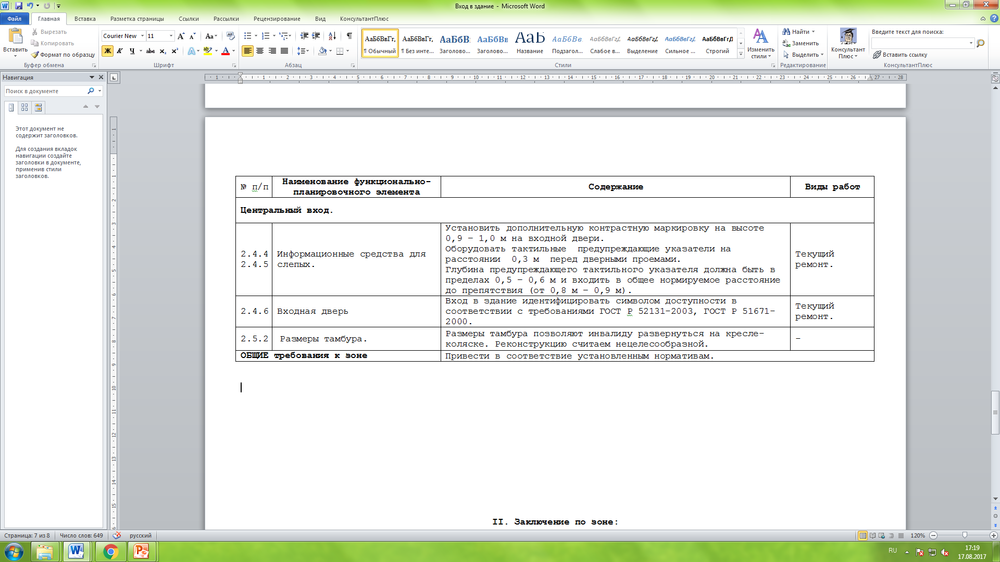 Вход в здание - Microsoft Word
Файл
Главная
Вставка
Разметка страницы
Ссылки
Рассылки
Рецензирование
Вид
КонсультантПлюс
Вставить
Вырезать
Копировать
Формат по образцу
Буфер обмена
Courier New
11
Шрифт
Абзац
АаБбВвГг,
¶ Обычный
АаБбВвГг,
¶ Без инте...
АаБбВ
Заголово...
АаБбВв
Заголово...
АаБ
Название
АаБбВв.
Подзагол...
АаБбВвГгД
Слабое в...
АаБбВвГгД
Выделение
АаБбВвГгД
Сильное ...
АаБбВвГгД
Строгий
Стили
Изменить
стили
Найти
Заменить
Выделить
Редактирование
Консультант
Плюс
Введите текст для поиска:
Вставить ссылку
КонсультантПлюс
Навигация
Поиск в документе
Этот документ не
содержит заголовков.
Для создания вкладок
навигации создайте
заголовки в документе,
применив стили
заголовков.
№ п/п
Наименование функционально-
планировочного элемента
Содержание
Виды работ
Центральный вход.
2.4.4
2.4.5
Информационные средства для
слепых.
Установить дополнительную контрастную маркировку на высоте
0,9 – 1,0 м на входной двери.
Оборудовать тактильные предупреждающие указатели на
расстоянии 0,3 м перед дверными проемами.
Глубина предупреждающего тактильного указателя должна быть в
пределах 0,5 – 0,6 м и входить в общее нормируемое расстояние
до препятствия (от 0,8 м – 0,9 м).
Текущий
ремонт.
2.4.6
Входная дверь
Вход в здание идентифицировать символом доступности в
соответствии с требованиями ГОСТ Р 52131-2003, ГОСТ Р 51671-
2000.
Текущий
ремонт.
2.5.2
Размеры тамбура.
Размеры тамбура позволяют инвалиду развернуться на кресле-
коляске. Реконструкцию считаем нецелесообразной.
–
ОБЩИЕ требования к зоне
Привести в соответствие установленным нормативам.
II. Заключение по зоне:
Страница: 7 из 8
Число слов: 649
русский
120%
RU
17:19
17.08.2017